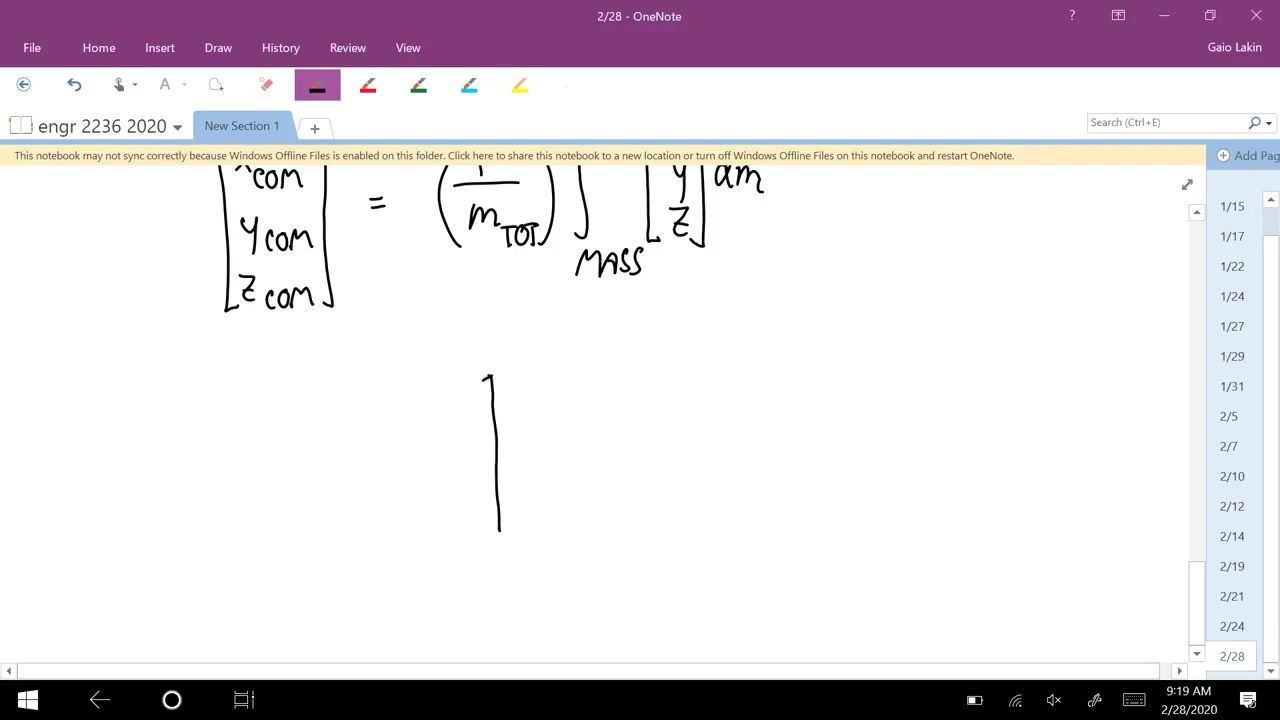 2/28 - OneNote
File Home Insert Draw History Review View Gaio Lakin
engr 2236 2020 New Section 1 Search (Ctrl+E)
This notebook may not sync correctly because Windows Offline Files is enabled on this folder. Click here to share this notebook to a new location or turn off Windows Offline Files on this notebook and restart OneNote.
Add Pag
xCOM
yCOM
zCOM
=
mTOT
MASS
y
z
dm
1/15
1/17
1/22
1/24
1/27
1/29
1/31
2/5
2/7
2/10
2/12
2/14
2/19
2/21
2/24
2/28
9:19 AM
2/28/2020